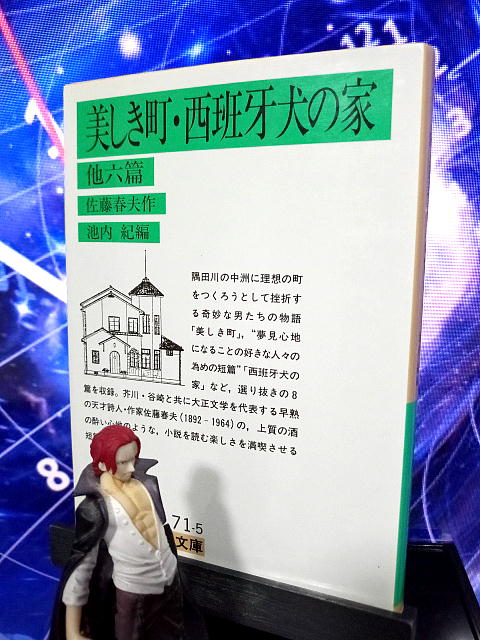 美しき町・西班牙犬の家
他六篇
佐藤春夫作
池内 紀編
隅田川の中洲に理想の町
をつくろうとして挫折す
る奇妙な男たちの物語
「美しき町」，“夢見心地
になることの好きな人々の
為めの短篇”「西班牙犬の
家」など，選り抜きの8
篇を収録。芥川・谷崎と共に大正文学を代表する早熟
の天才詩人・作家佐藤春夫(1892‐1964)の，上質の酒
の酔い心地のような，小説を読む楽しさを満喫させる
短
71-5
文庫
12
1
3
8